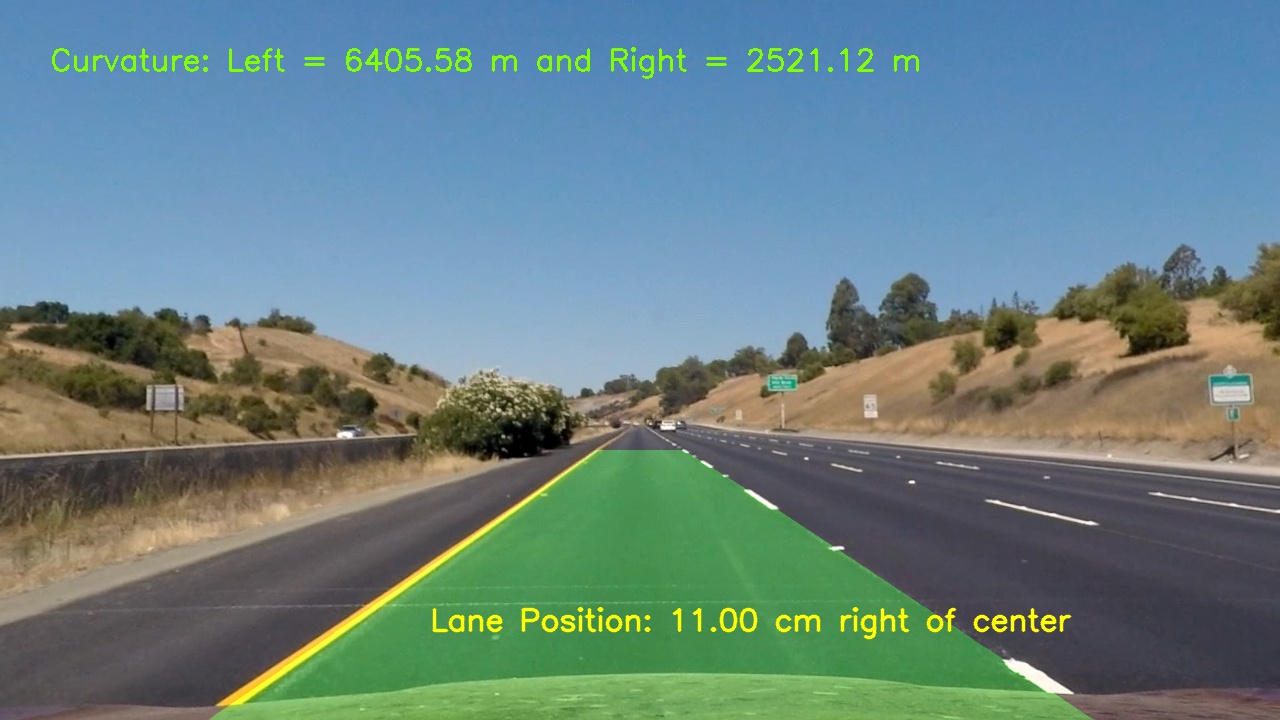 Curvature: Left = 6405.58 m and Right = 2521.12 m
Lane Position: 11.00 cm right of center